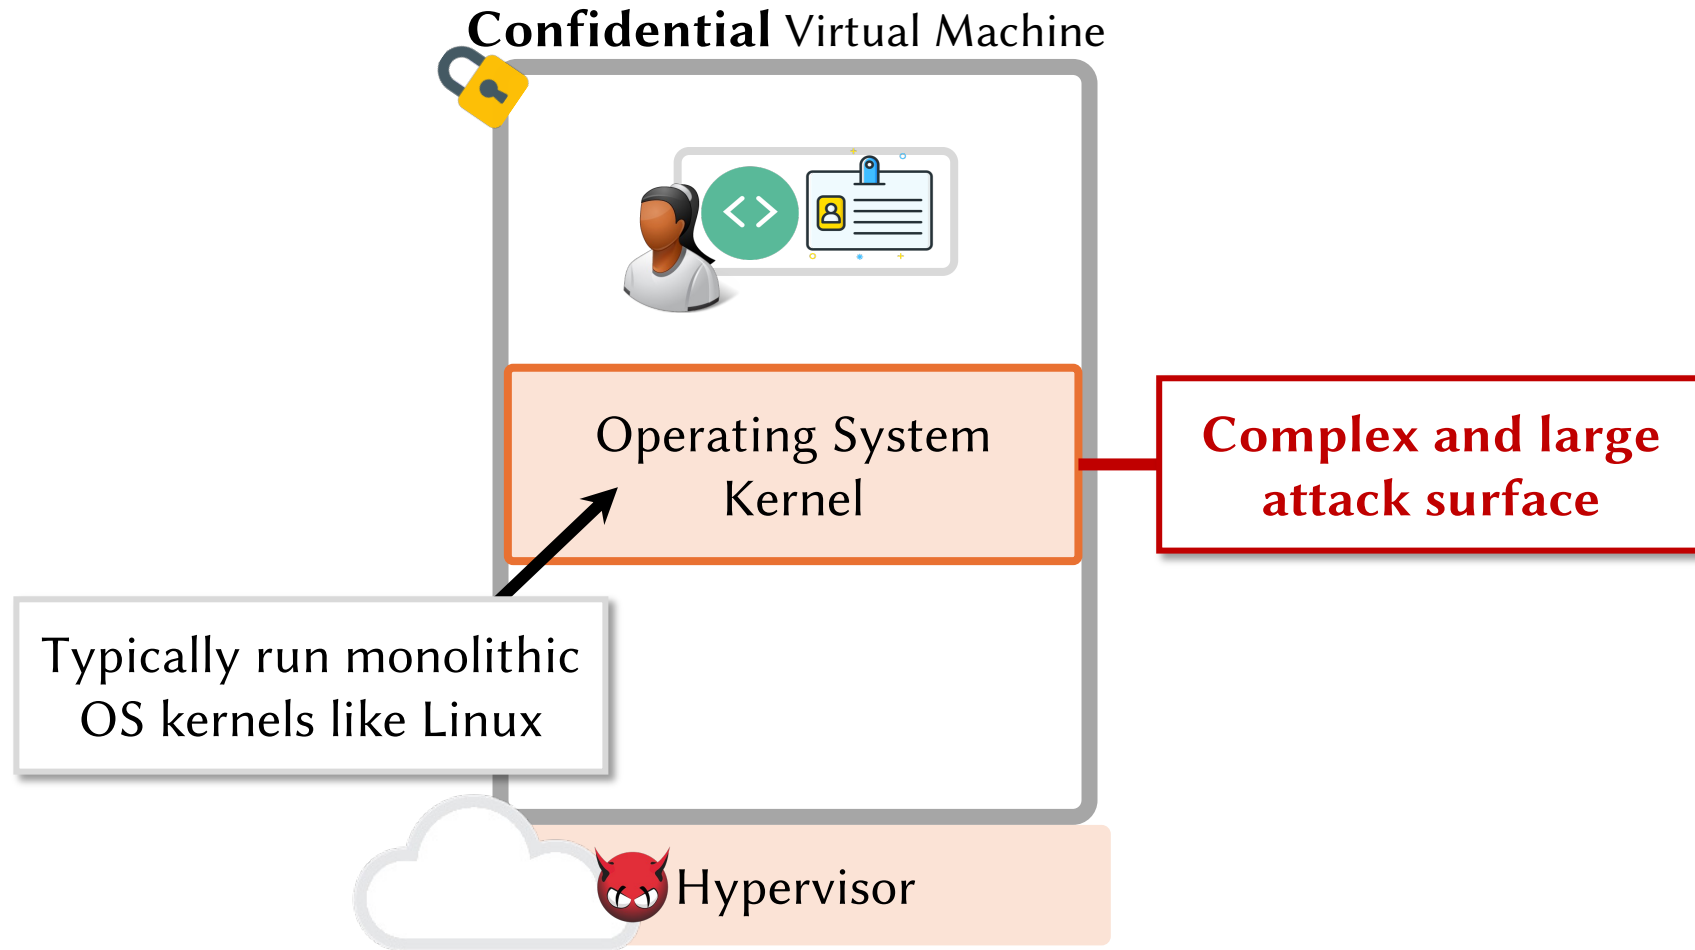 Confidential Virtual Machine
Operating System
Kernel
Complex and large
attack surface
Typically run monolithic
OS kernels like Linux
Hypervisor